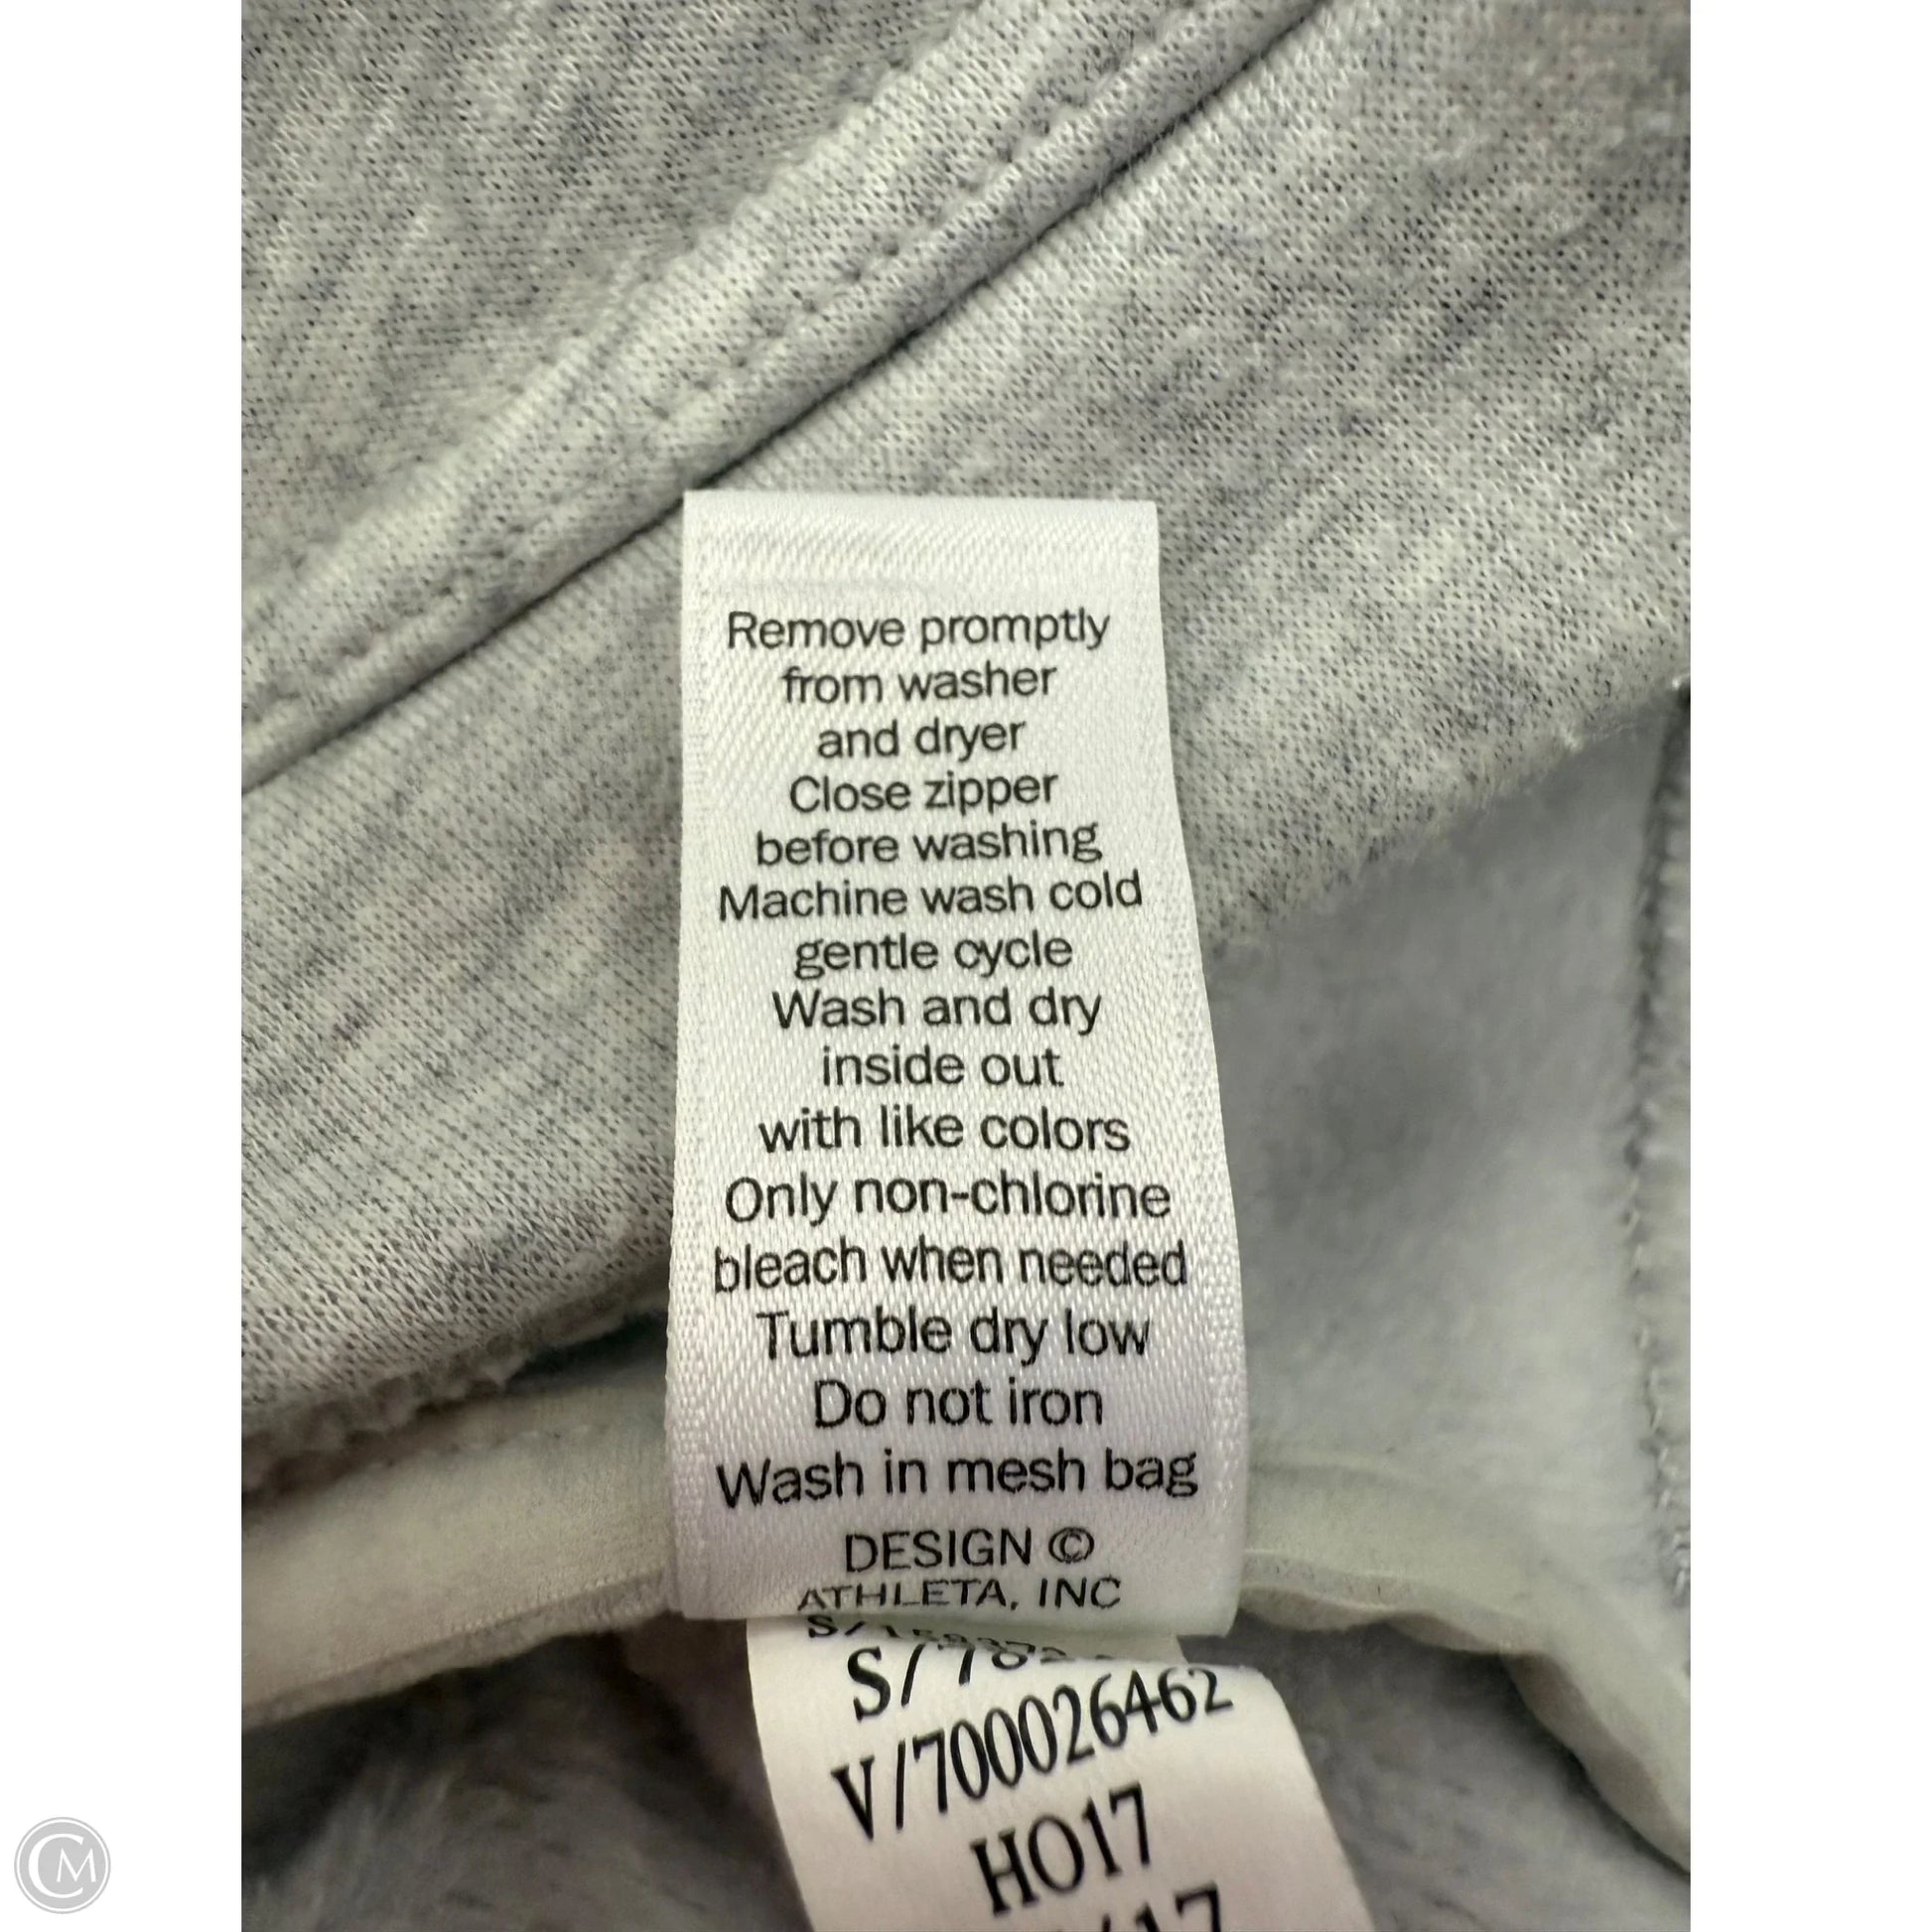 Remove promptly
from washer
and dryer
Close zipper
before washing
Machine wash cold
gentle cycle
Wash and dry
inside out
with like colors
Only non-chlorine
bleach when needed
Tumble dry low
Do not iron
Wash in mesh bag
DESIGN ©
ATHLETA, INC
V/700026462
HO17
CM